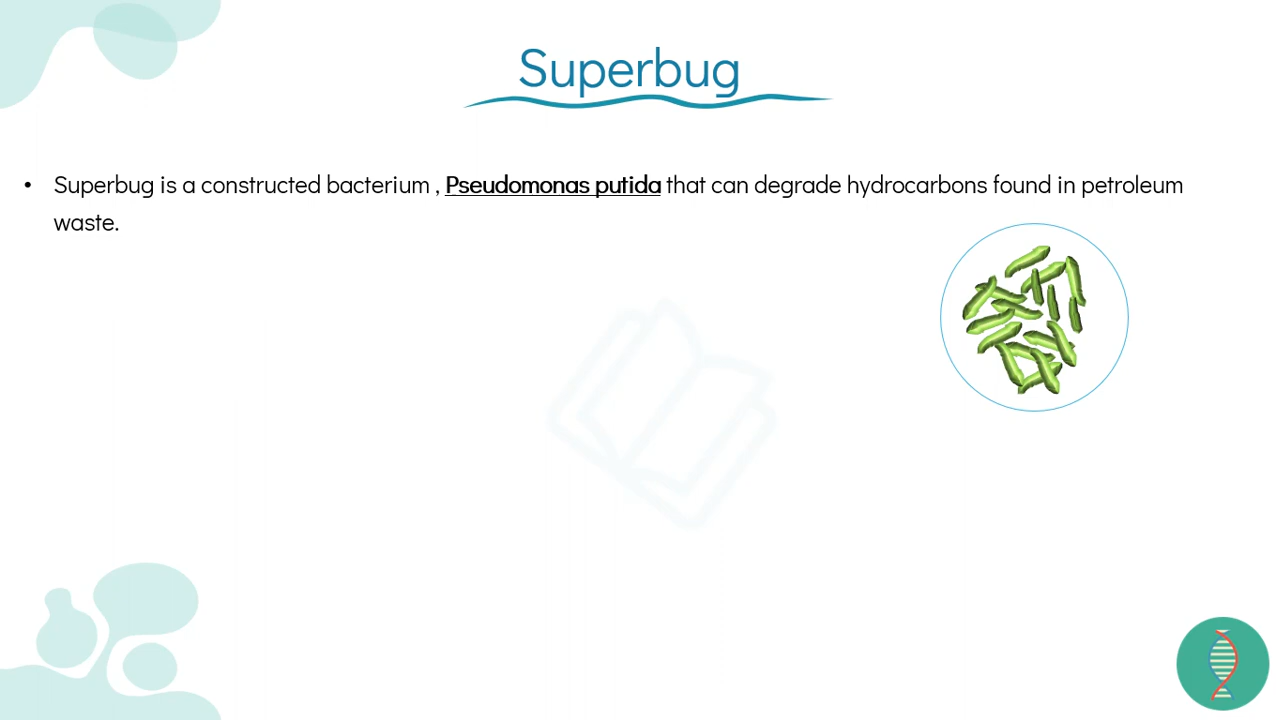 Superbug
• Superbug is a constructed bacterium , Pseudomonas putida that can degrade hydrocarbons found in petroleum
waste.